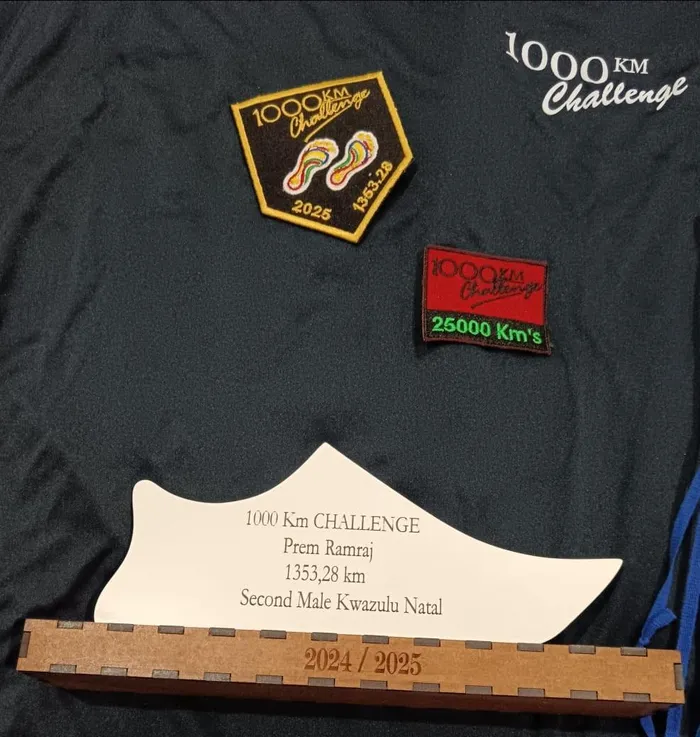 1000 KM
Challenge
1000 KM
Challenge
2025 1353.28
1000 KM
Challenge
25000 Km's
1000 Km CHALLENGE
Prem Ramraj
1353,28 km
Second Male Kwazulu Natal
2024 / 2025